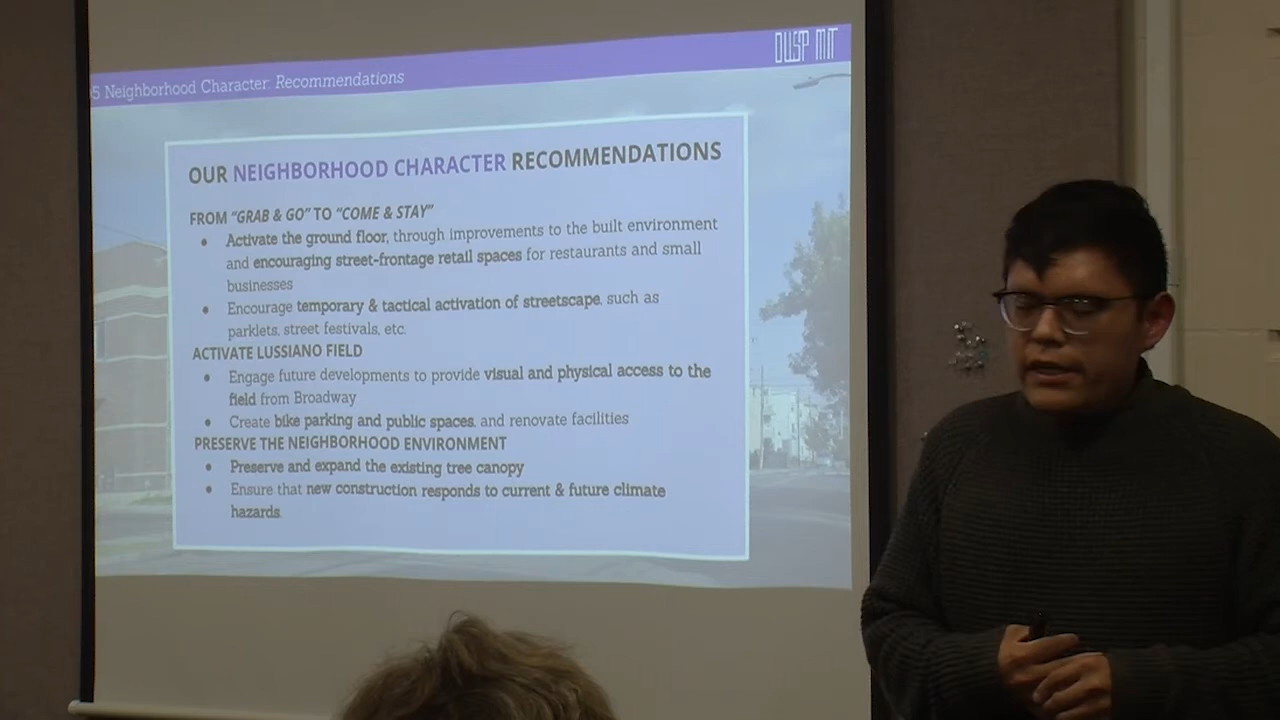 5 Neighborhood Character: Recommendations
DUSP MIT
OUR NEIGHBORHOOD CHARACTER RECOMMENDATIONS
FROM “GRAB & GO” TO “COME & STAY”
● Activate the ground floor, through improvements to the built environment
and encouraging street-frontage retail spaces for restaurants and small
businesses
● Encourage temporary & tactical activation of streetscape, such as
parklets, street festivals, etc.
ACTIVATE LUSSIANO FIELD
● Engage future developments to provide visual and physical access to the
field from Broadway
● Create bike parking and public spaces, and renovate facilities
PRESERVE THE NEIGHBORHOOD ENVIRONMENT
● Preserve and expand the existing tree canopy
● Ensure that new construction responds to current & future climate
hazards.